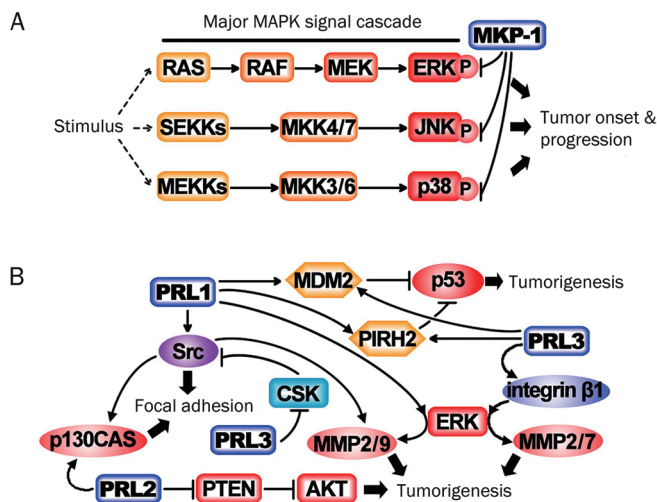 A
Major MAPK signal cascade
MKP-1
RAS
RAF
MEK
ERK
P
Stimulus
SEKKs
MKK4/7
JNK
P
Tumor onset &
progression
MEKKs
MKK3/6
p38
P
B
MDM2
p53
Tumorigenesis
PRL1
PIRH2
PRL3
Src
CSK
integrin β1
Focal adhesion
p130CAS
PRL3
MMP2/9
ERK
MMP2/7
PRL2
PTEN
AKT
Tumorigenesis